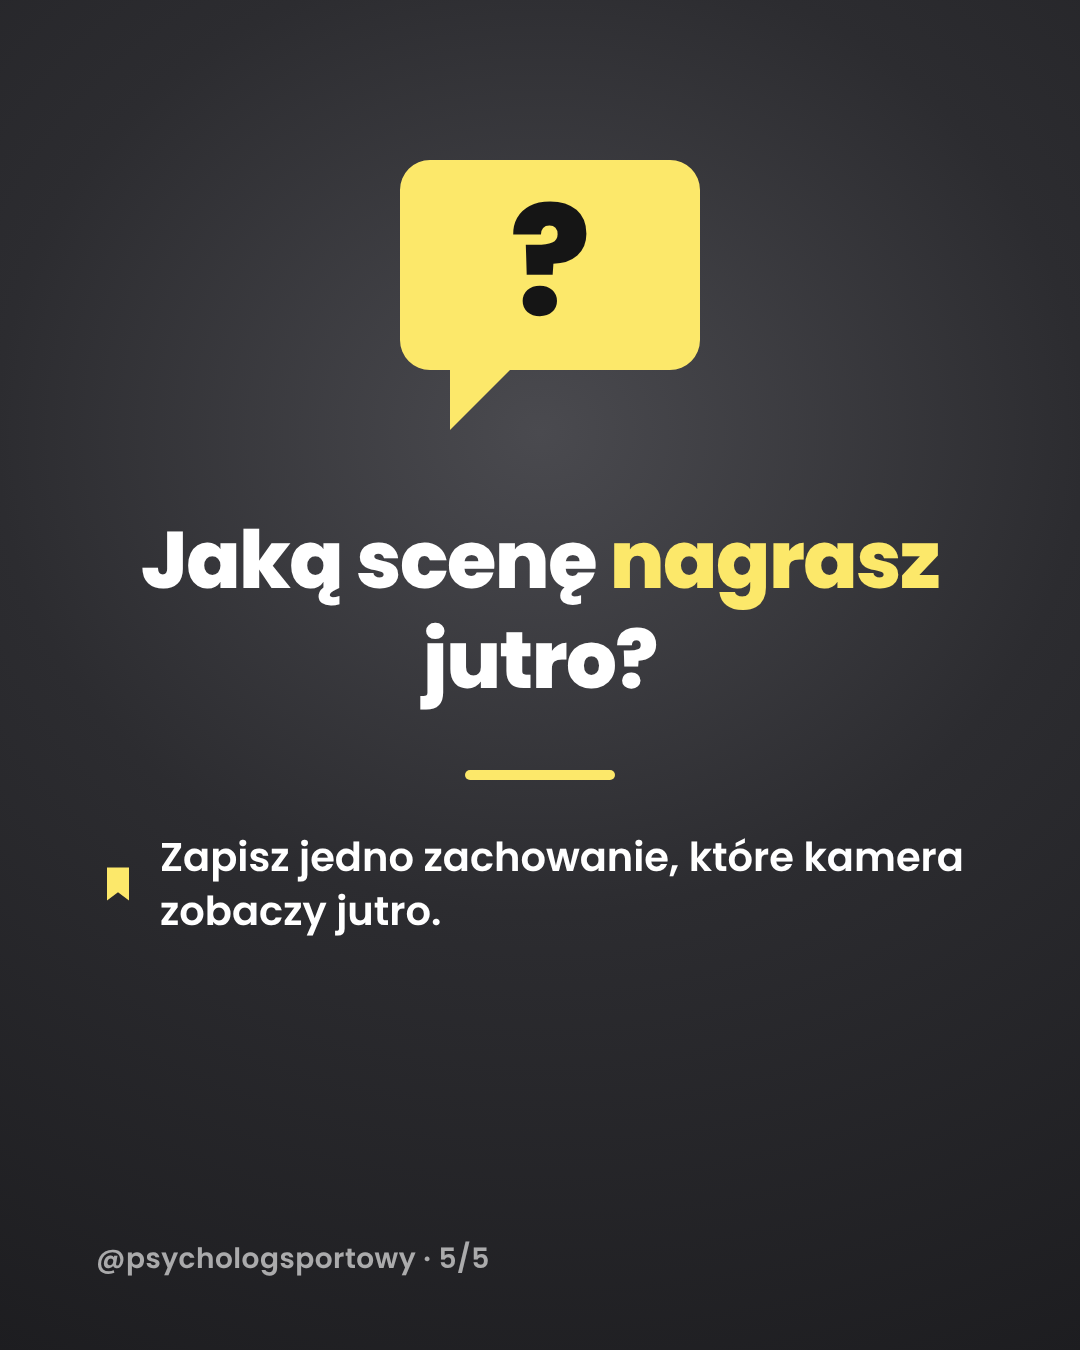 ?
Jaką scenę nagrasz
jutro?
Zapisz jedno zachowanie, które kamera
zobaczy jutro.
@psychologsportowy · 5/5